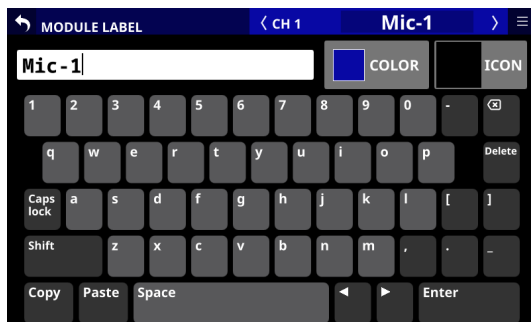 MODULE LABEL CH 1 Mic-1
Mic-1 COLOR ICON
1 2 3 4 5 6 7 8 9 0 -
q w e r t y u i o p Delete
Caps lock a s d f g h j k l [ ]
Shift z x c v b n m , . _
Copy Paste Space Enter